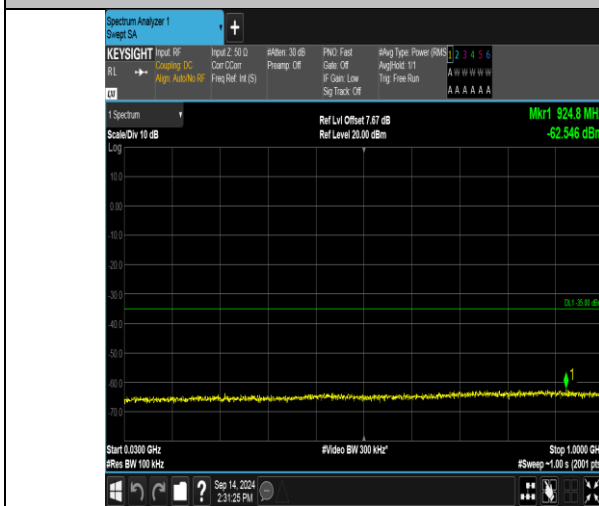 Spectrum Analyzer 1
Swept SA
+
KEYSIGHT Input: RF Input Z: 50 Ω #Atten: 30 dB PNO: Fast #Avg Type: Power (RMS 1 2 3 4 5 6
RL Coupling: DC Corr CCorr Preamp: Off Gate: Off Avg|Hold: 1/1 A W W W W W
Align: Auto/No RF Freq Ref: Int (S) IF Gain: Low Trig: Free Run
LXI Sig Track: Off A A A A A A
1 Spectrum Ref Lvl Offset 7.67 dB Mkr1 924.8 MH
Scale/Div 10 dB Ref Level 20.00 dBm -62.546 dBm
Log
10.0
0.00
-10.0
-20.0
-30.0
DL1 -35.00 dB
-40.0
-50.0
-60.0
1
-70.0
Start 0.0300 GHz #Video BW 300 kHz* Stop 1.0000 GH
#Res BW 100 kHz #Sweep ~1.00 s (2001 pts
? Sep 14, 2024
2:31:25 PM